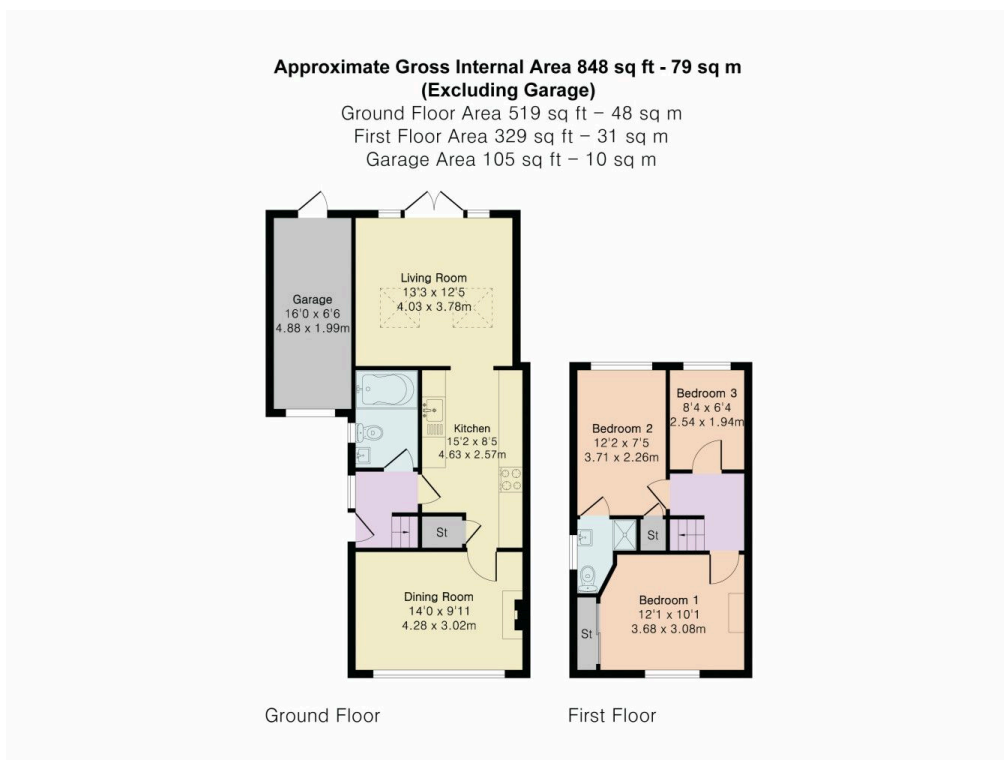 Approximate Gross Internal Area 848 sq ft - 79 sq m
(Excluding Garage)
Ground Floor Area 519 sq ft – 48 sq m
First Floor Area 329 sq ft – 31 sq m
Garage Area 105 sq ft – 10 sq m
Garage
16'0 x 6'6
4.88 x 1.99m
Living Room
13'3 x 12'5
4.03 x 3.78m
Kitchen
15'2 x 8'5
4.63 x 2.57m
St
Dining Room
14'0 x 9'11
4.28 x 3.02m
Ground Floor
Bedroom 3
8'4 x 6'4
2.54 x 1.94m
Bedroom 2
12'2 x 7'5
3.71 x 2.26m
St
Bedroom 1
12'1 x 10'1
3.68 x 3.08m
St
First Floor